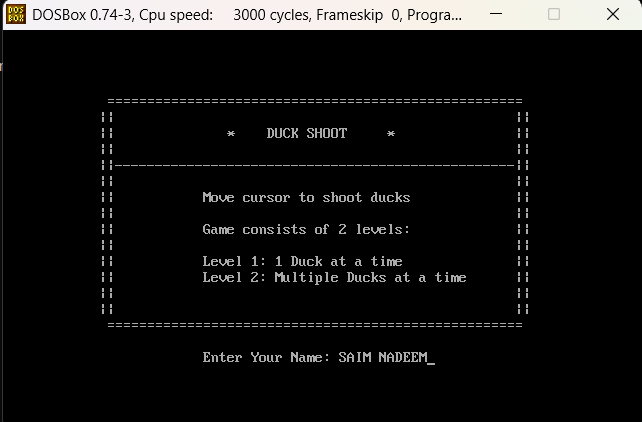 DOS
BOX
DOSBox 0.74-3, Cpu speed: 3000 cycles, Frameskip 0, Progra...
* DUCK SHOOT *
Move cursor to shoot ducks
Game consists of 2 levels:
Level 1: 1 Duck at a time
Level 2: Multiple Ducks at a time
Enter Your Name: SAIM NADEEM_